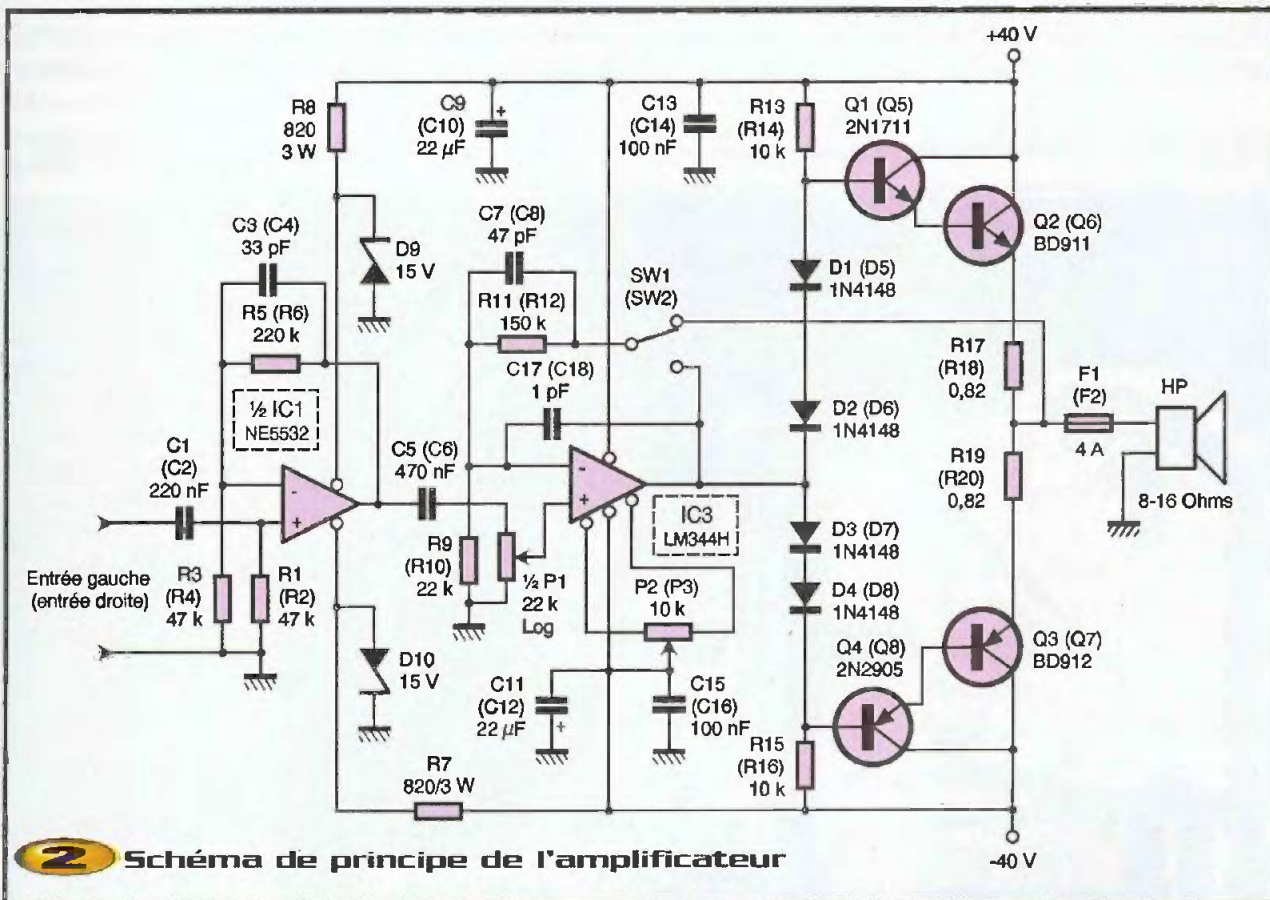 +40 V
R8
820
3 W
C9
(C10)
22 µF
+
C13
(C14)
100 nF
R13
(R14)
10 k
Q1 (Q5)
2N1711
Q2 (Q6)
BD911
C3 (C4)
33 pF
R5 (R6)
220 k
D9
15 V
C7 (C8)
47 pF
R11 (R12)
150 k
SW1
(SW2)
D1 (D5)
1N4148
C17 (C18)
1 pF
R17
(R18)
0,82
F1
(F2)
4 A
HP
8-16 Ohms
½ IC1
NE5532
C1
(C2)
220 nF
-
+
C5 (C6)
470 nF
-
+
IC3
LM344H
D2 (D6)
1N4148
R19
(R20)
0,82
D3 (D7)
1N4148
D4 (D8)
1N4148
Entrée gauche
(entrée droite)
R3
(R4)
47 k
R1
(R2)
47 k
R9
(R10)
22 k
½ P1
22 k
Log
P2 (P3)
10 k
Q4 (Q8)
2N2905
Q3 (Q7)
BD912
D10
15 V
C11
(C12)
22 µF
+
C15
(C16)
100 nF
R15
(R16)
10 k
R7
820/3 W
-40 V
2 Schéma de principe de l'amplificateur